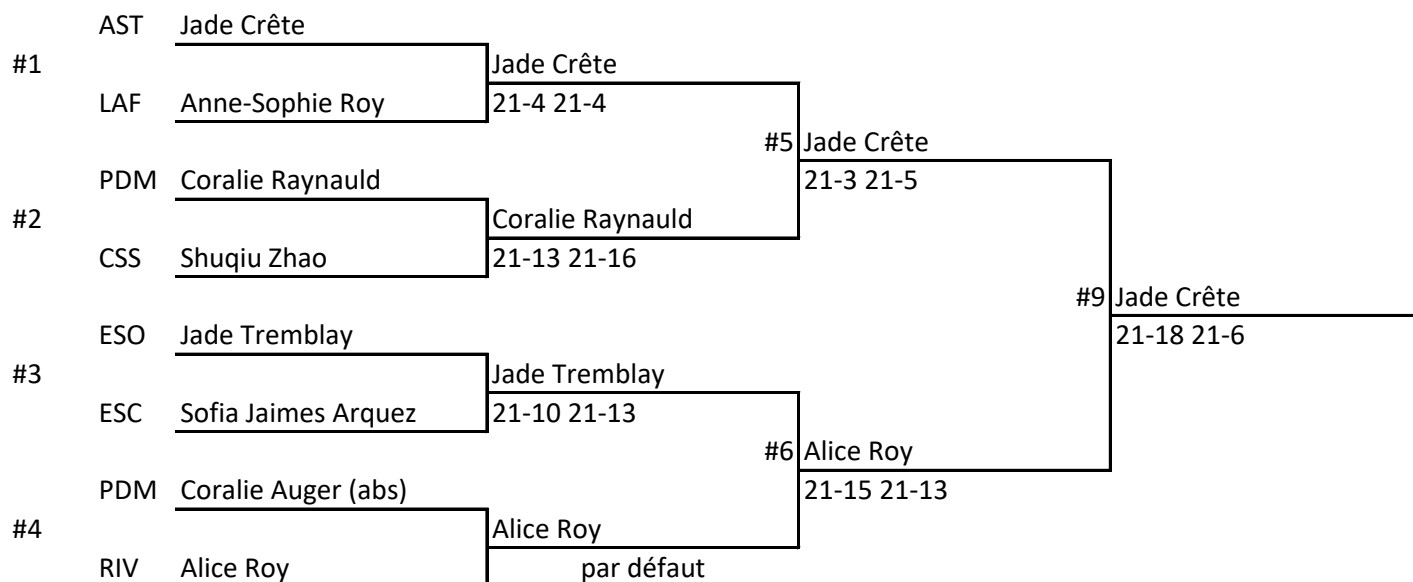 AST Jade Crête
#1 Jade Crête
LAF Anne-Sophie Roy 21-4 21-4
#5 Jade Crête
PDM Coralie Raynauld 21-3 21-5
#2 Coralie Raynauld
CSS Shuqiu Zhao 21-13 21-16
#9 Jade Crête
ESO Jade Tremblay 21-18 21-6
#3 Jade Tremblay
ESC Sofia Jaimes Arquez 21-10 21-13
#6 Alice Roy
PDM Coralie Auger (abs) 21-15 21-13
#4 Alice Roy
RIV Alice Roy par défaut